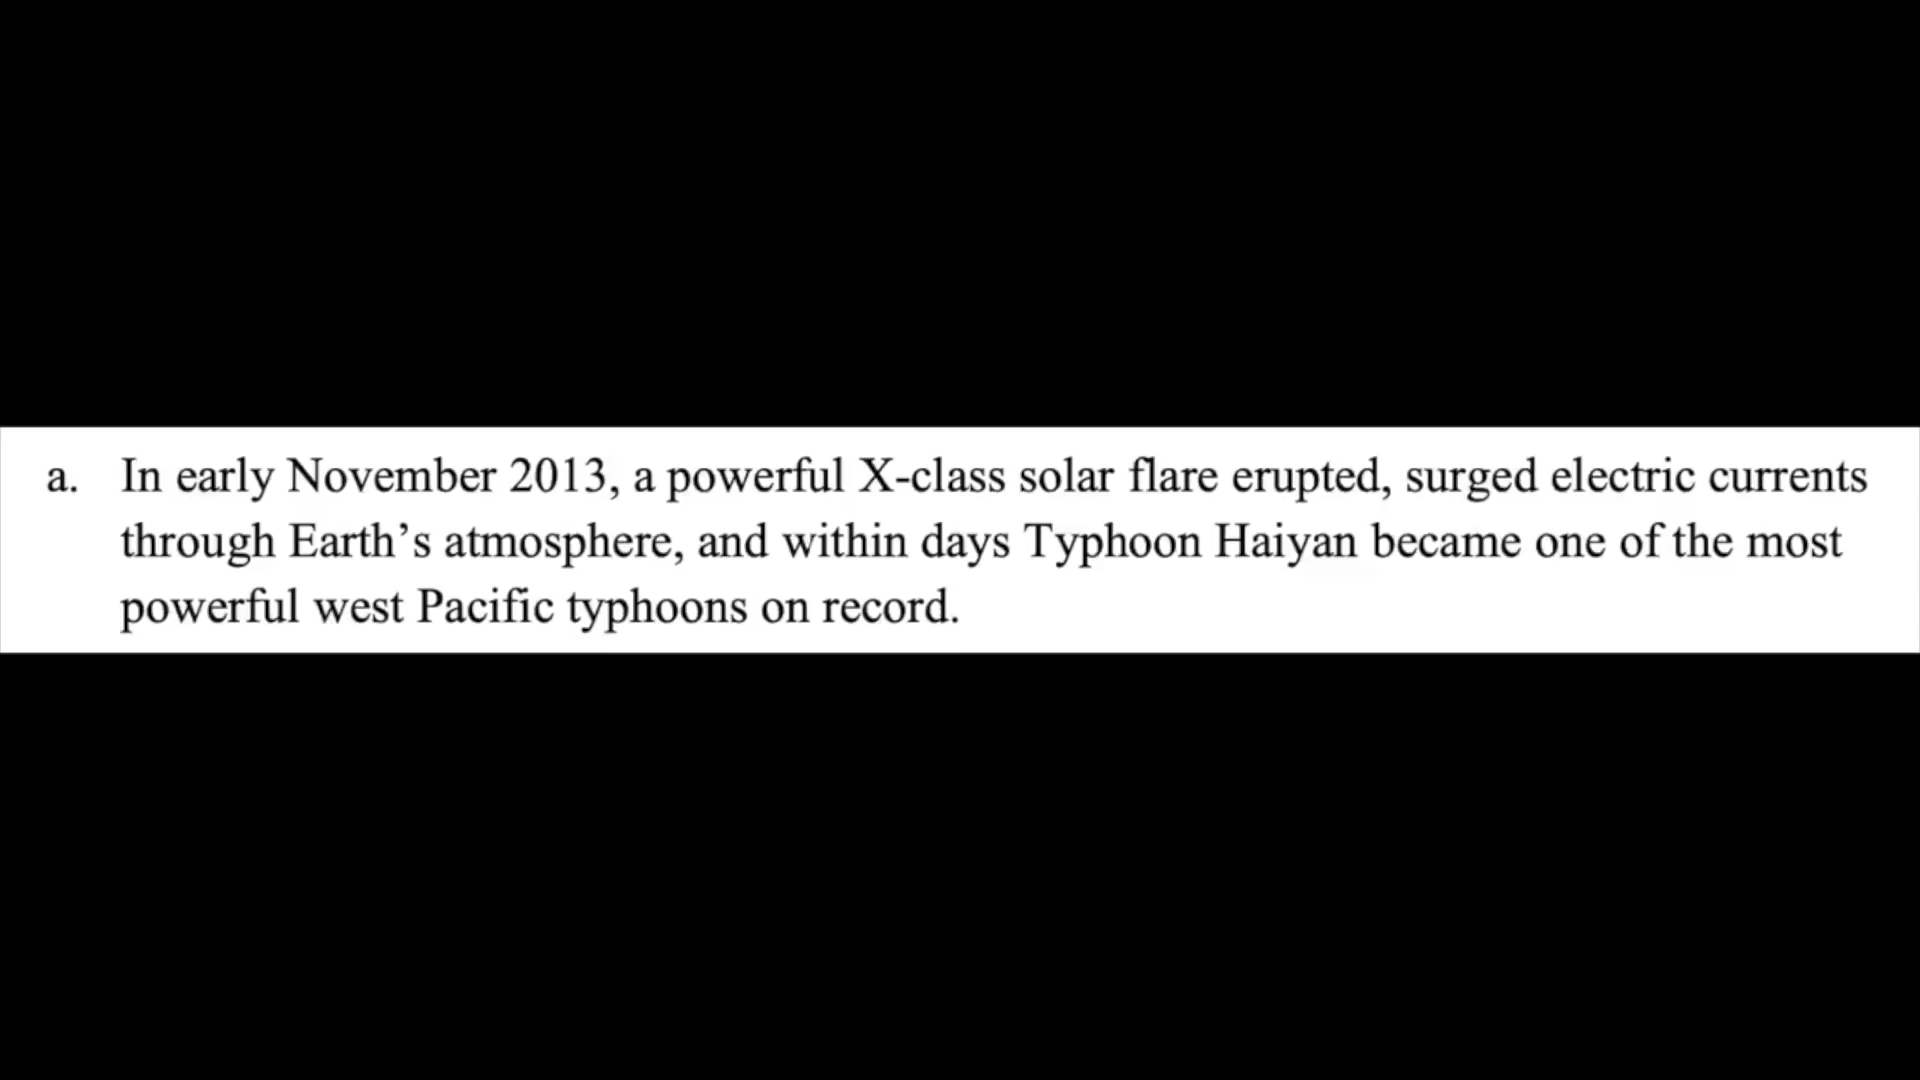 a. In early November 2013, a powerful X-class solar flare erupted, surged electric currents
through Earth’s atmosphere, and within days Typhoon Haiyan became one of the most
powerful west Pacific typhoons on record.